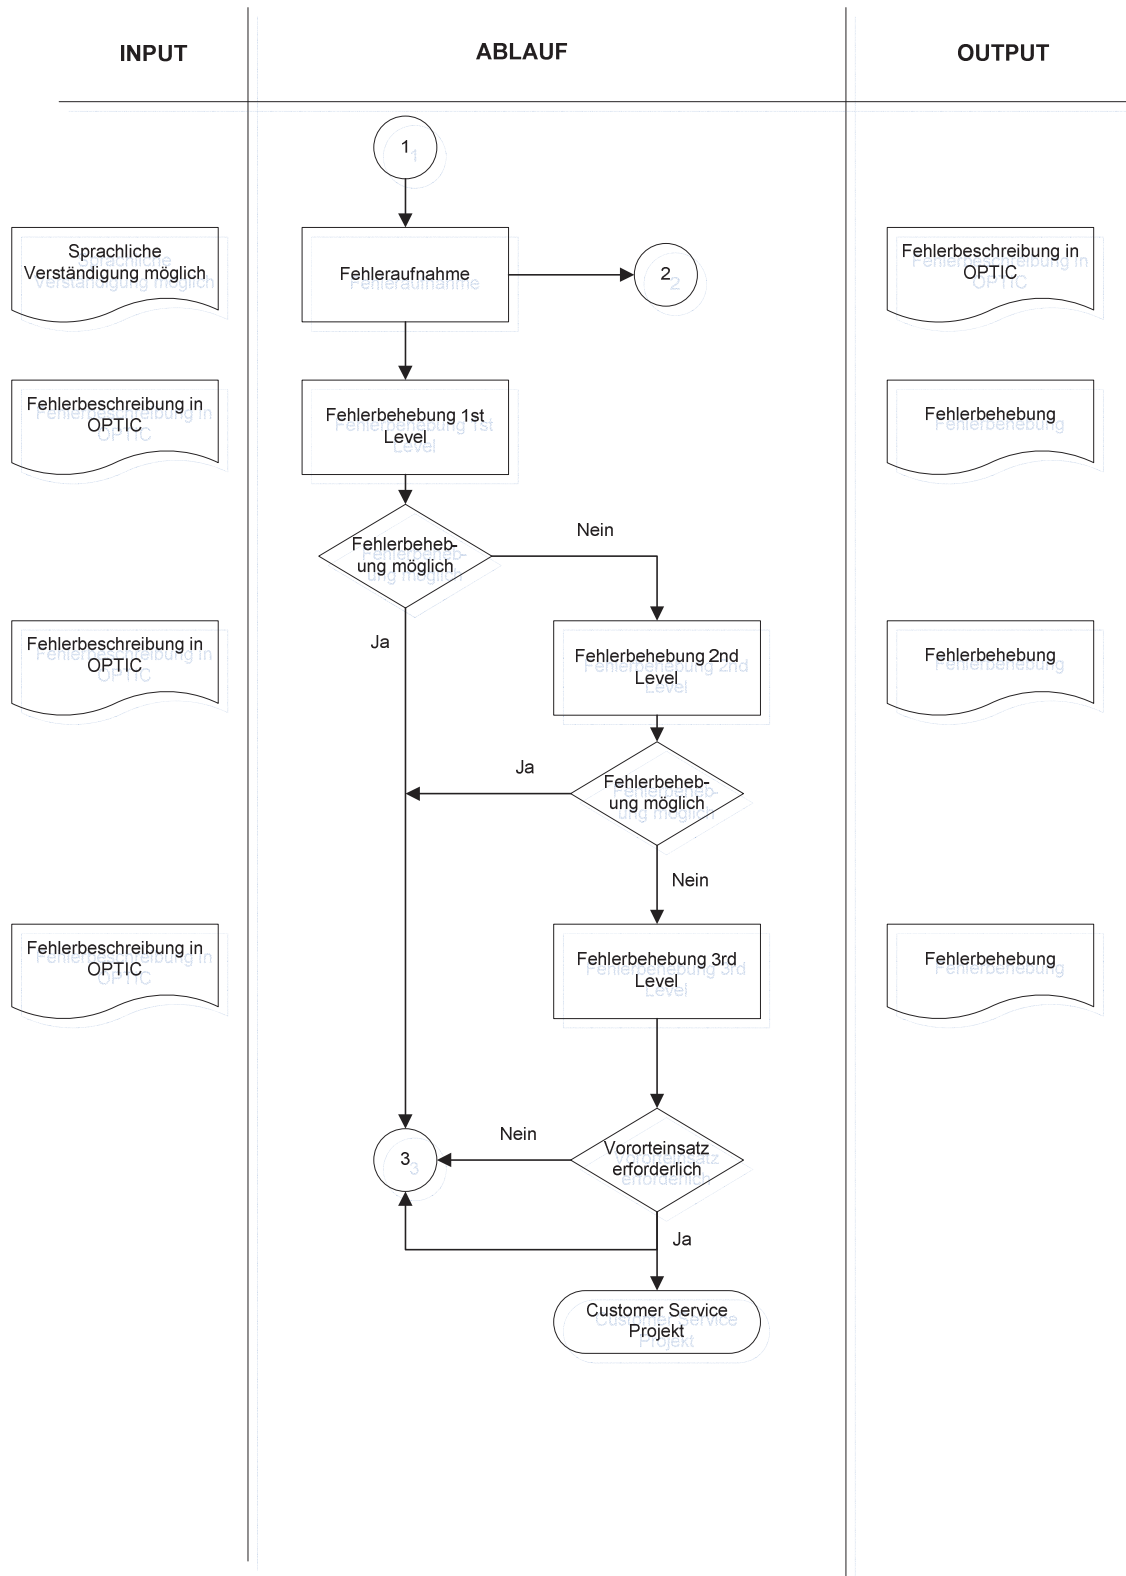 INPUT
ABLAUF
OUTPUT
1
Sprachliche
Verständigung möglich
Fehleraufnahme
2
Fehlerbeschreibung in
OPTIC
Fehlerbeschreibung in
OPTIC
Fehlerbehebung 1st
Level
Fehlerbehebung
Fehlerbeheb-
ung möglich
Nein
Ja
Fehlerbeschreibung in
OPTIC
Fehlerbehebung 2nd
Level
Fehlerbehebung
Ja
Fehlerbeheb-
ung möglich
Nein
Fehlerbeschreibung in
OPTIC
Fehlerbehebung 3rd
Level
Fehlerbehebung
3
Nein
Vororteinsatz
erforderlich
Ja
Customer Service
Projekt